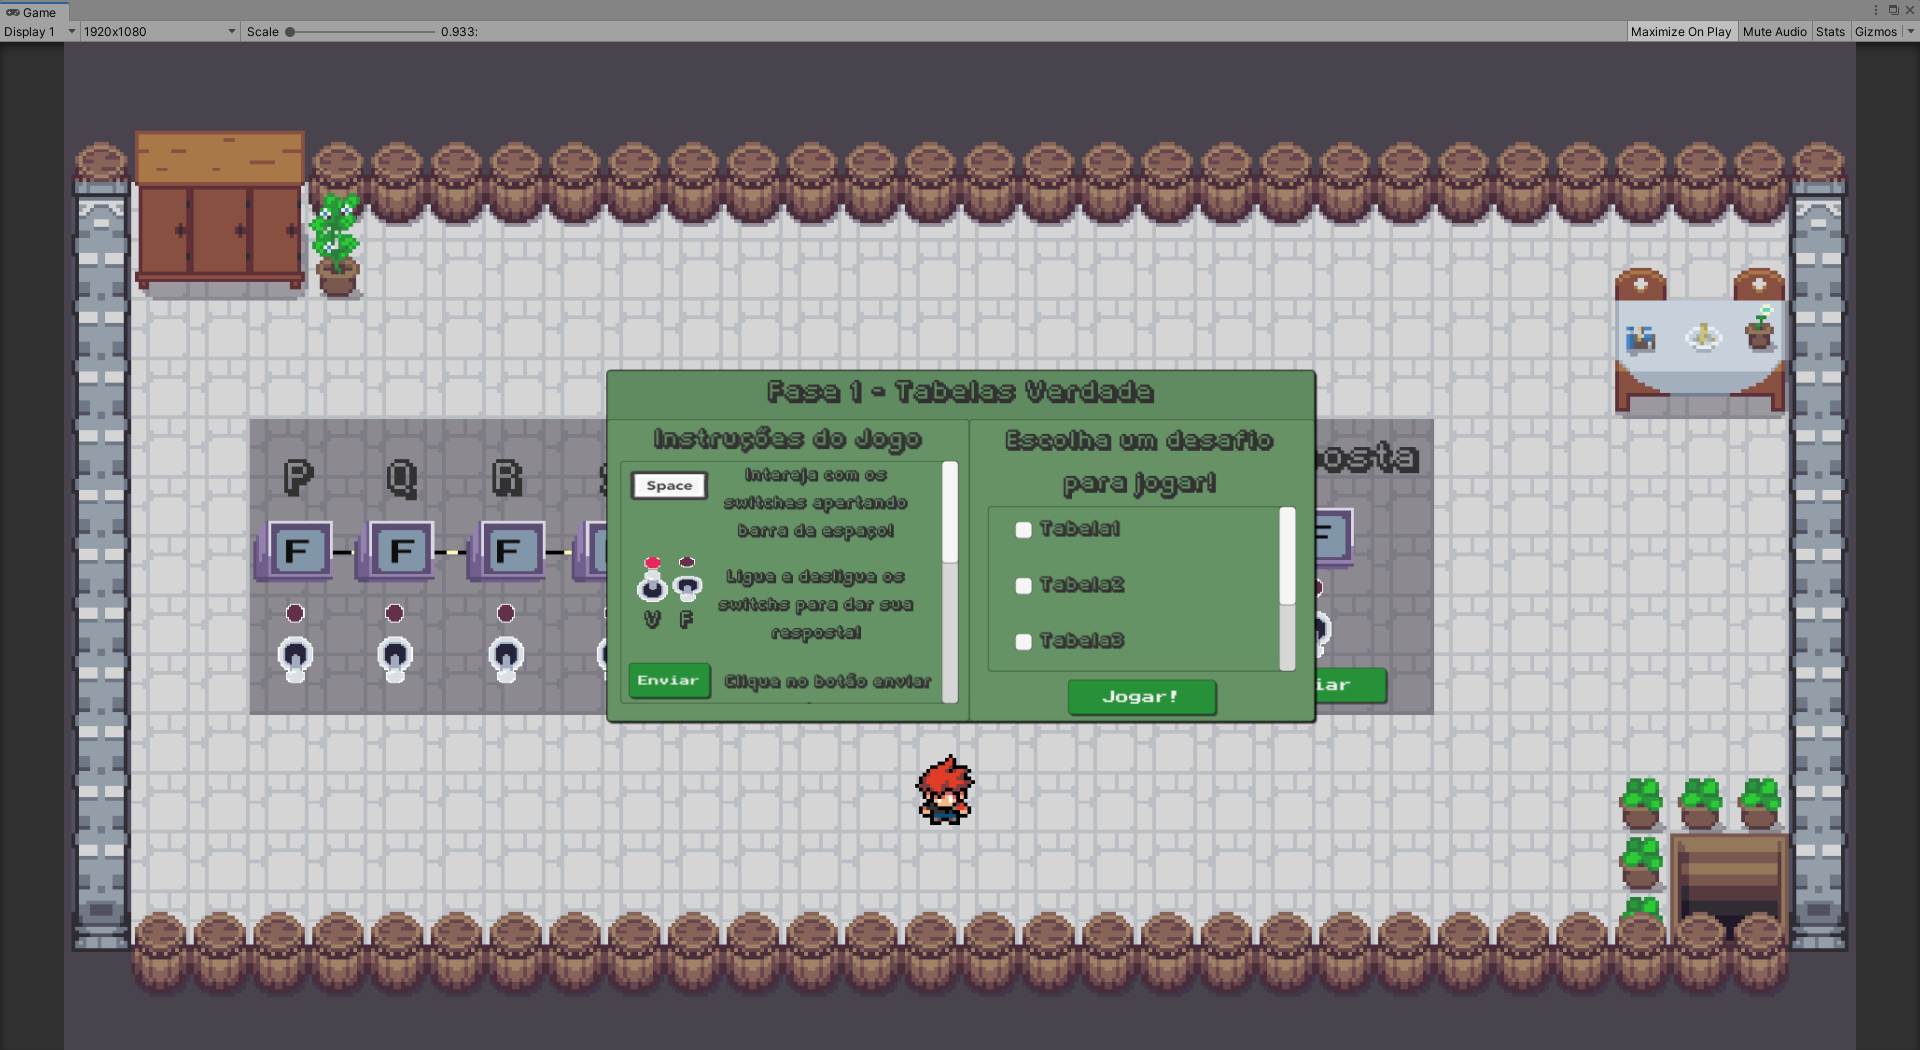 Game
Display 1
1920x1080
Scale
0.933:
Maximize On Play
Mute Audio
Stats
Gizmos
Fase 1 - Tabelas Verdade
Instruções do Jogo
Space
Intereja com os
switches apertando
barra de espaço!
Ligue e desligue os
switchs para dar sua
resposta!
V F
Enviar
Clique no botão enviar
Escolha um desafio
para jogar!
Tabela1
Tabela2
Tabela3
Jogar!
P Q R
F F F
osta
F
iar